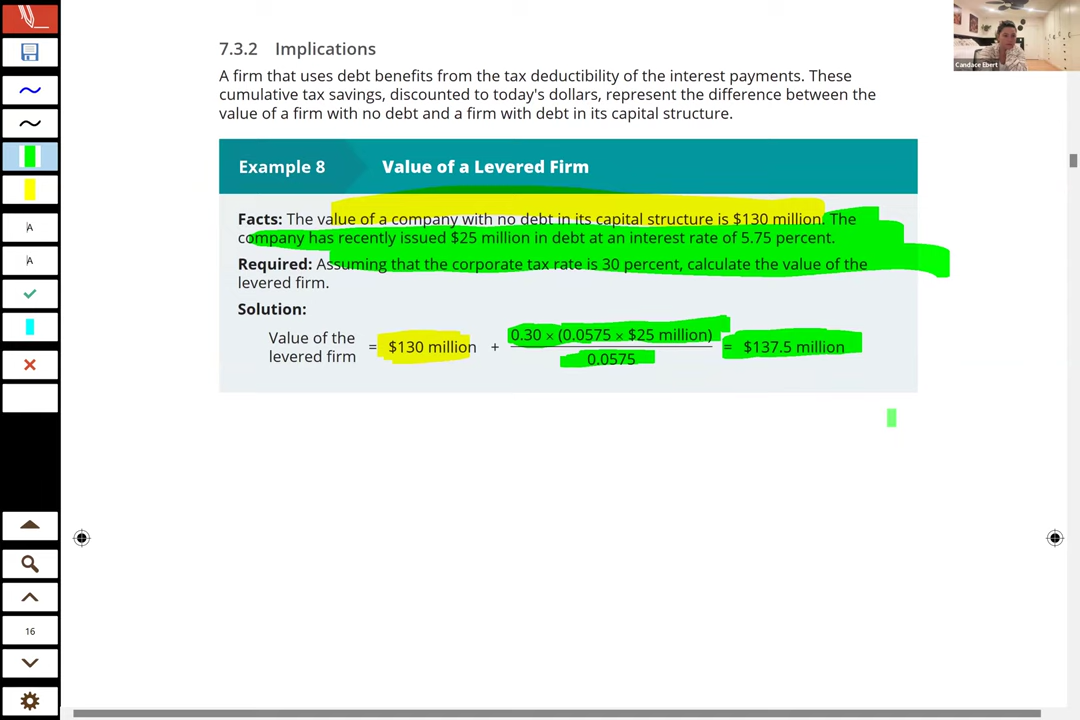 Candace Ebert
7.3.2 Implications
A firm that uses debt benefits from the tax deductibility of the interest payments. These
cumulative tax savings, discounted to today's dollars, represent the difference between the
value of a firm with no debt and a firm with debt in its capital structure.
Example 8 Value of a Levered Firm
Facts: The value of a company with no debt in its capital structure is $130 million. The
company has recently issued $25 million in debt at an interest rate of 5.75 percent.
Required: Assuming that the corporate tax rate is 30 percent, calculate the value of the
levered firm.
Solution:
Value of the
levered firm
= $130 million + 0.30 × (0.0575 × $25 million)
0.0575
= $137.5 million
A
A
16